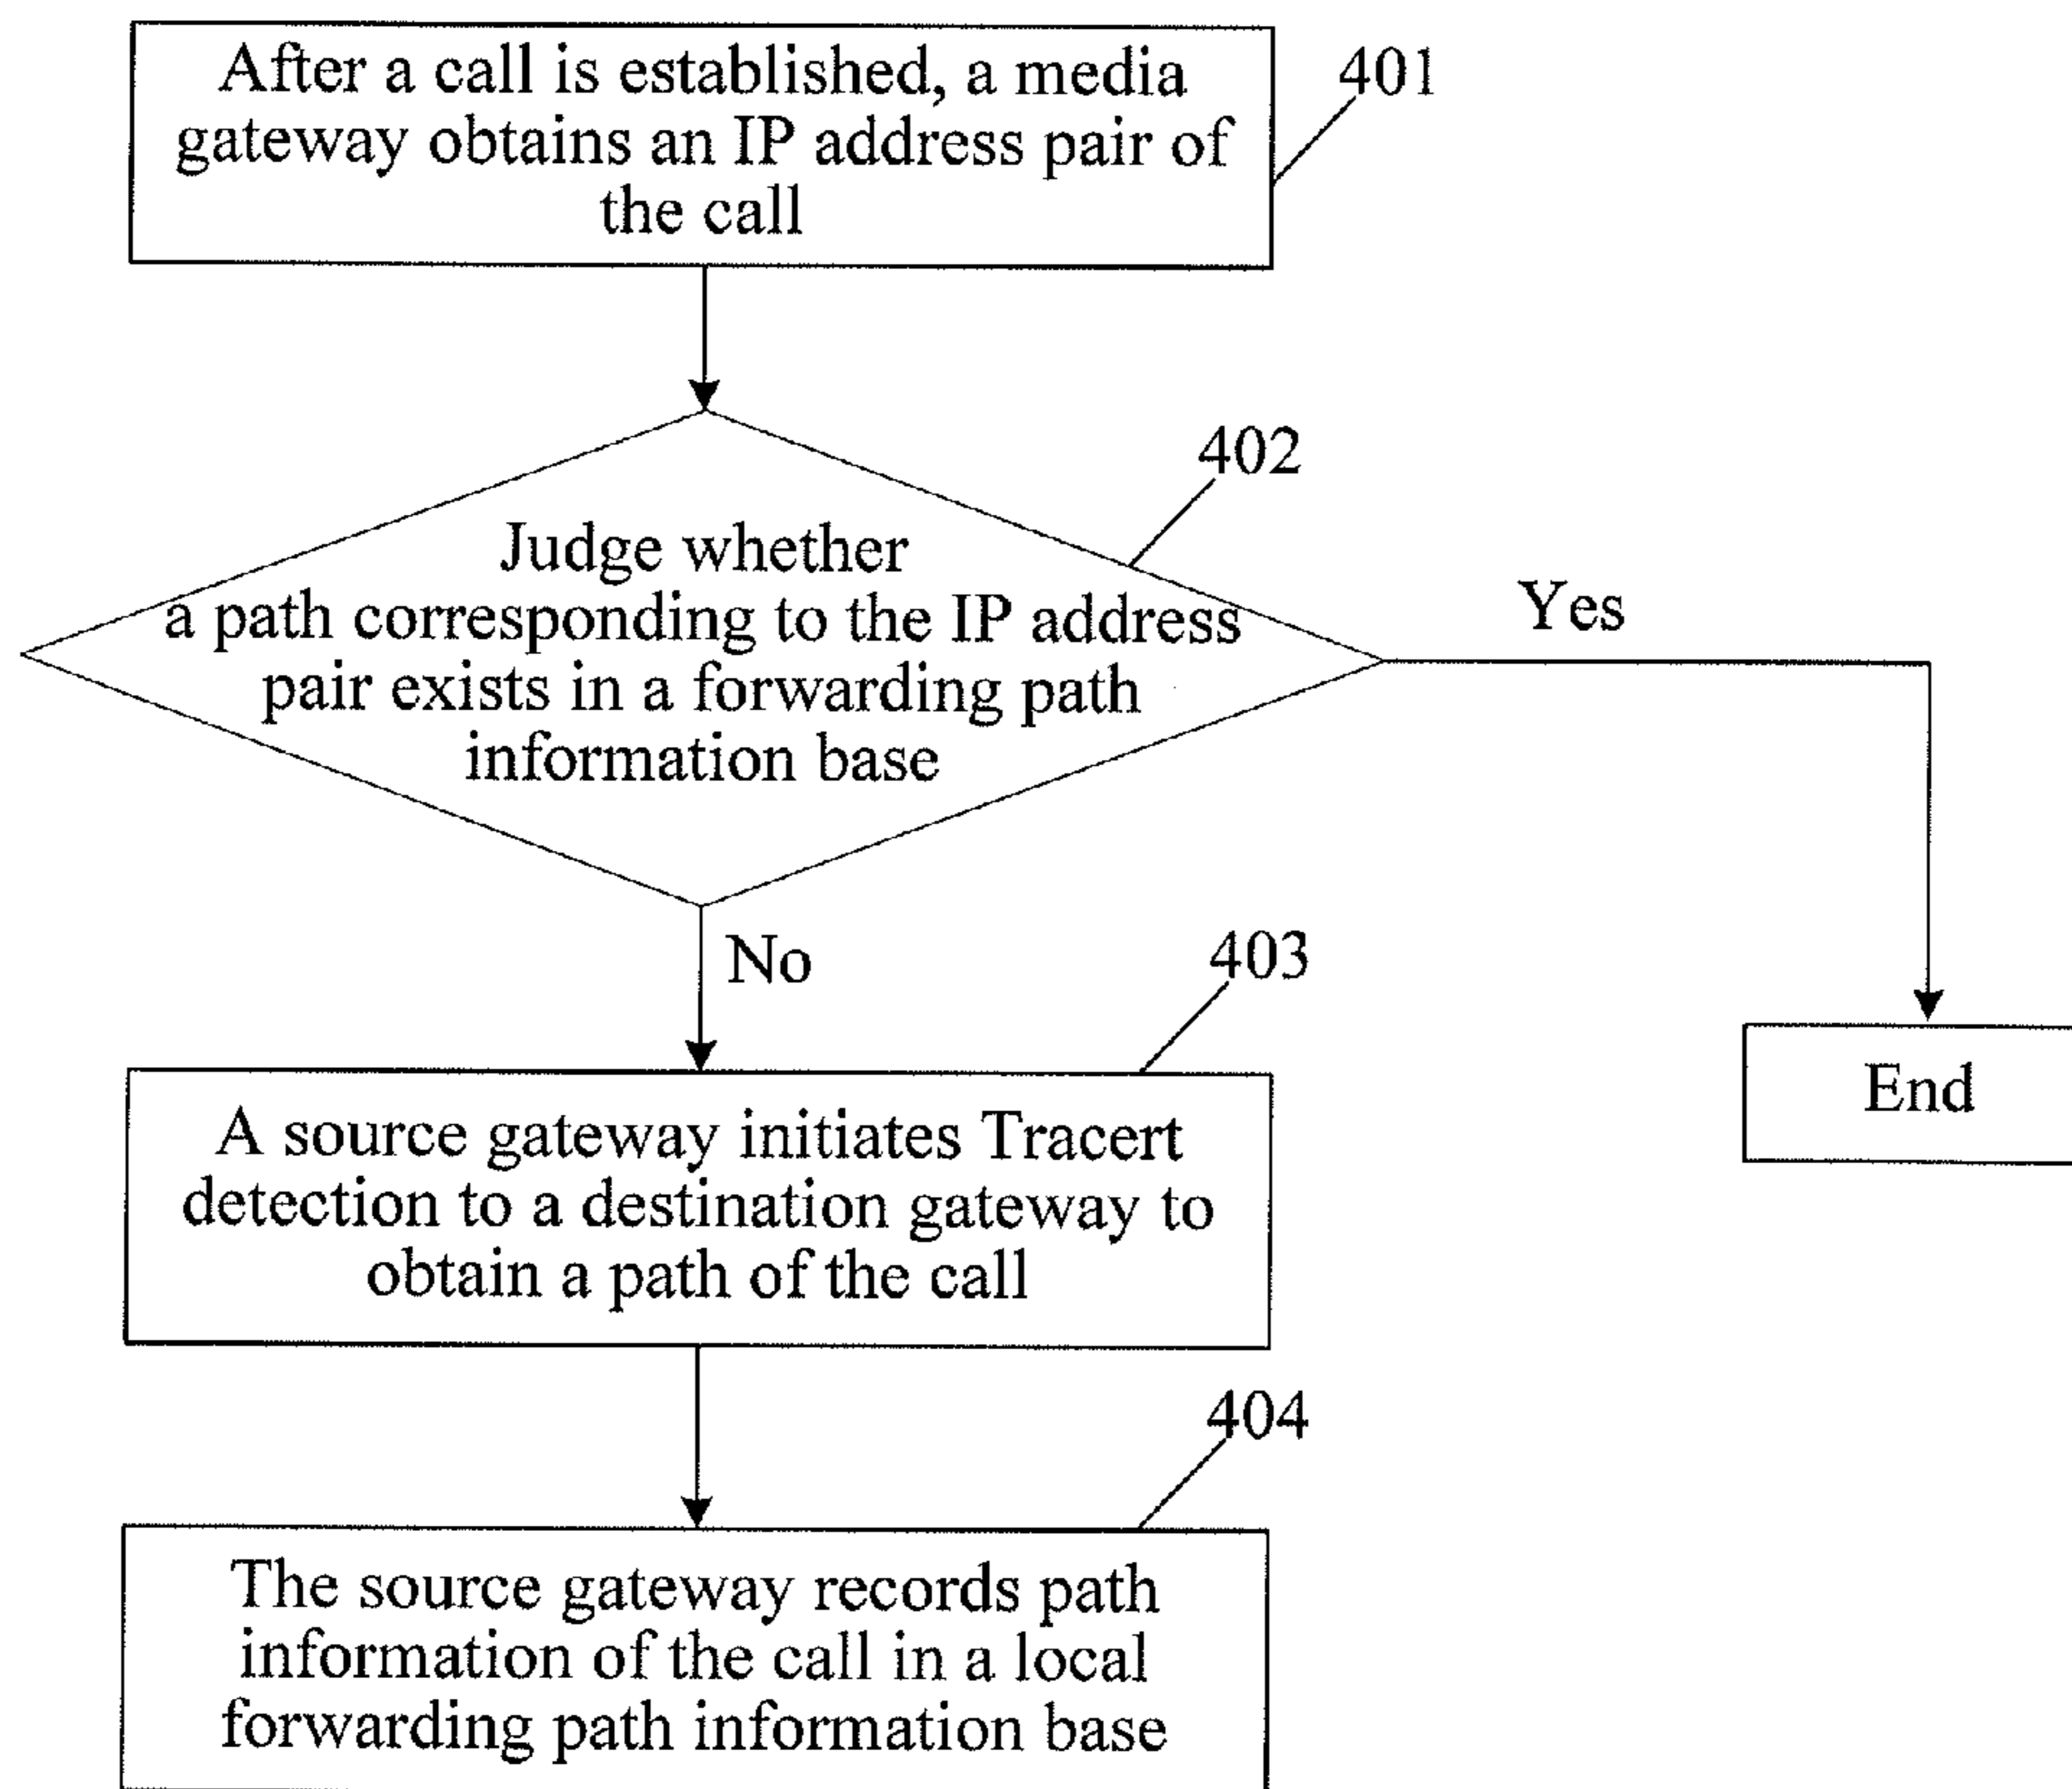 After a call is established, a media
gateway obtains an IP address pair of
the call
401
402
Judge whether
a path corresponding to the IP address
pair exists in a forwarding path
information base
Yes
No
403
End
A source gateway initiates Tracert
detection to a destination gateway to
obtain a path of the call
404
The source gateway records path
information of the call in a local
forwarding path information base